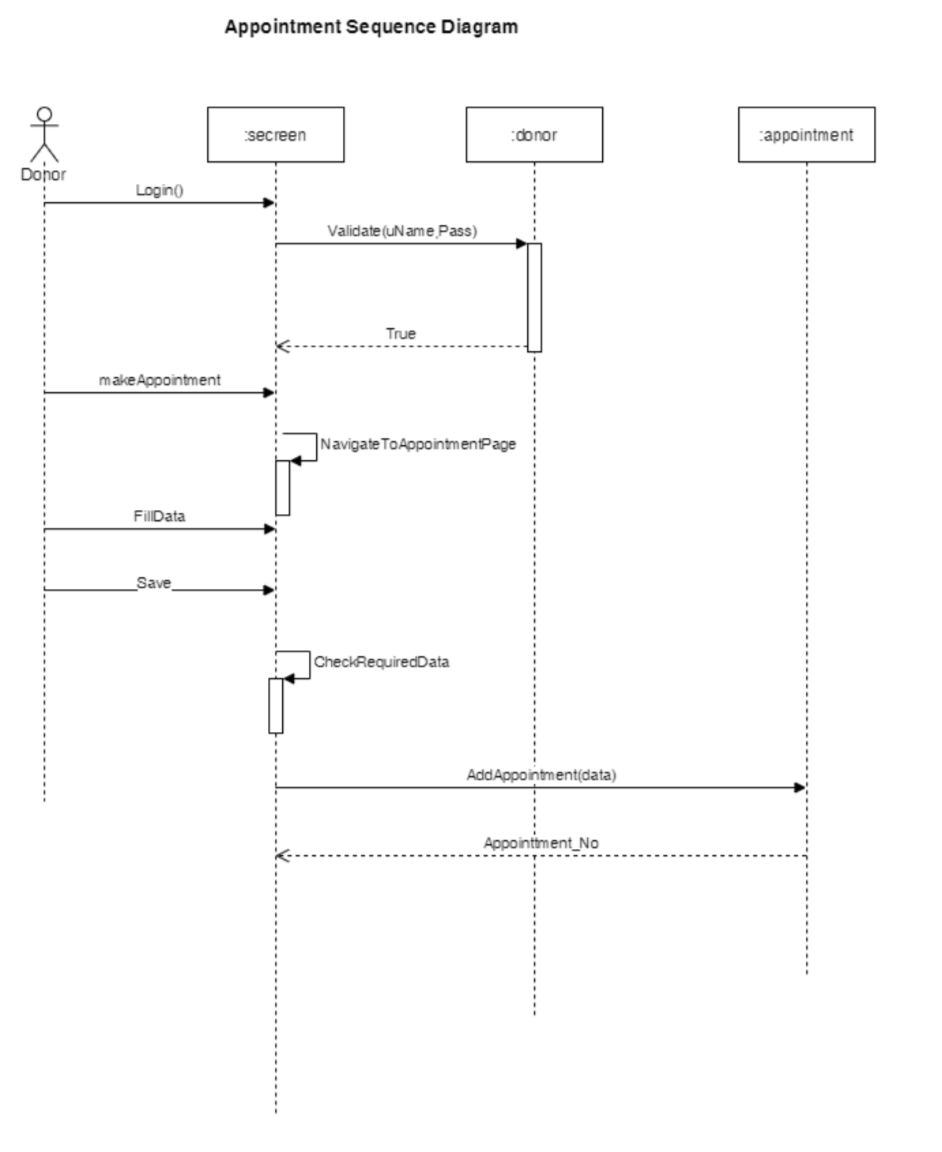 Appointment Sequence Diagram
:secreen
:donor
:appointment
Donor
Login()
Validate(uName,Pass)
True
makeAppointment
NavigateToAppointmentPage
FillData
Save
CheckRequiredData
AddAppointment(data)
Appointtment_No